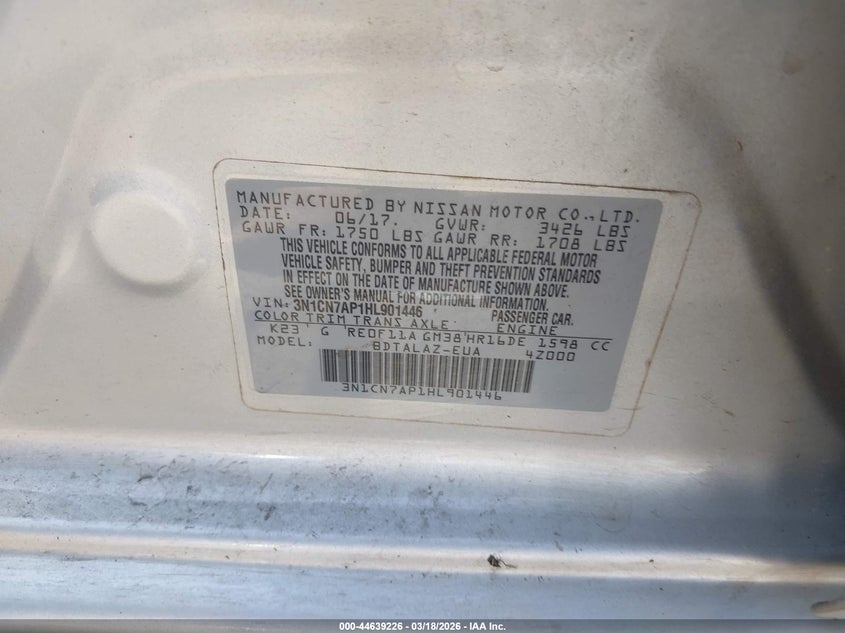 MANUFACTURED BY NISSAN MOTOR CO., LTD.
DATE: 06/17. GVWR: 3426 LBS
GAWR FR: 1750 LBS GAWR RR: 1708 LBS
THIS VEHICLE CONFORMS TO ALL APPLICABLE FEDERAL MOTOR
VEHICLE SAFETY, BUMPER AND THEFT PREVENTION STANDARDS
IN EFFECT ON THE DATE OF MANUFACTURE SHOWN ABOVE.
SEE OWNER'S MANUAL FOR ADDITIONAL INFORMATION.
VIN: 3N1CN7AP1HL901446 PASSENGER CAR.
COLOR TRIM TRANS AXLE ENGINE
K23 G RE0F11A GM38 HR16DE 1598 CC
MODEL: BDTALAZ-EUA 4Z000
3N1CN7AP1HL901446
000-44639226 — 03/18/2026 — IAA Inc.